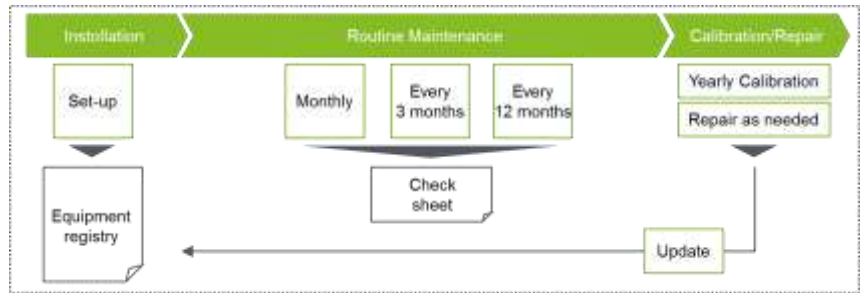 Installation
Routine Maintenance
Calibration/Repair
Set-up
Monthly
Every
3 months
Every
12 months
Yearly Calibration
Repair as needed
Check
sheet
Equipment
registry
Update